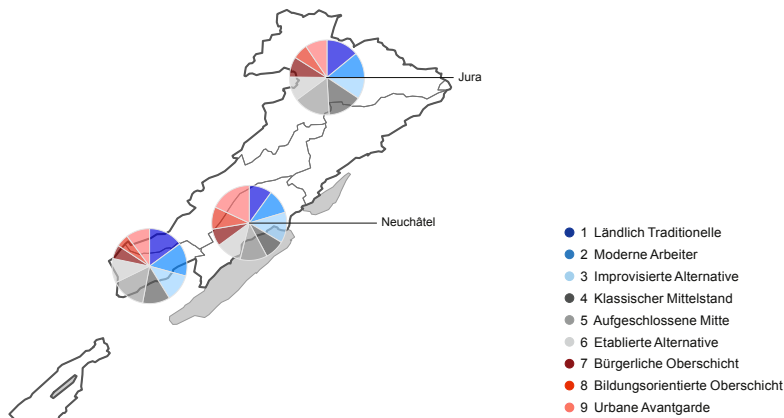 Jura
Neuchâtel
1 Ländlich Traditionelle
2 Moderne Arbeiter
3 Improvisierte Alternative
4 Klassischer Mittelstand
5 Aufgeschlossene Mitte
6 Etablierte Alternative
7 Bürgerliche Oberschicht
8 Bildungsorientierte Oberschicht
9 Urbane Avantgarde